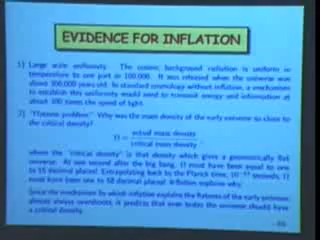 EVIDENCE FOR INFLATION
1) Large scale uniformity. The cosmic background radiation is uniform in
temperature to one part in 100,000. It was released when the universe was
about 300,000 years old. In standard cosmology without inflation, a mechanism
to establish this uniformity would need to transmit energy and information at
about 100 times the speed of light.
2) "Flatness problem:" Why was the mass density of the early universe so close
to the critical density?
Ω = actual mass density
critical mass density
where the "critical density" is that density which gives a geometrically flat
universe. At one second after the big bang, Ω must have been equal to one
to 15 decimal places! Extrapolating back to the Planck time, 10 seconds, Ω
must have been one to 58 decimal places! Inflation explains why.
Since the mechanism by which inflation explains the flatness of the early universe
almost always overshoots, it predicts that even today the universe should have
a critical density.